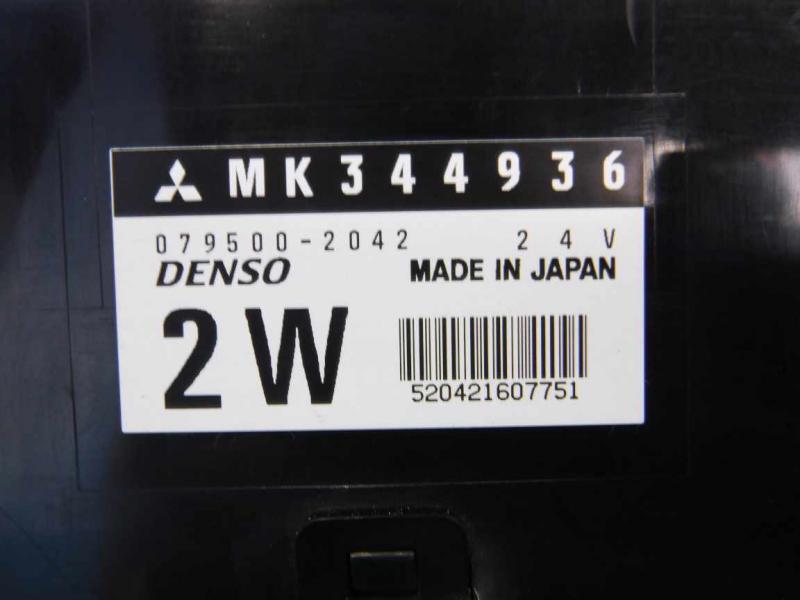 MK344936
079500-2042 24V
DENSO MADE IN JAPAN
2W
520421607751